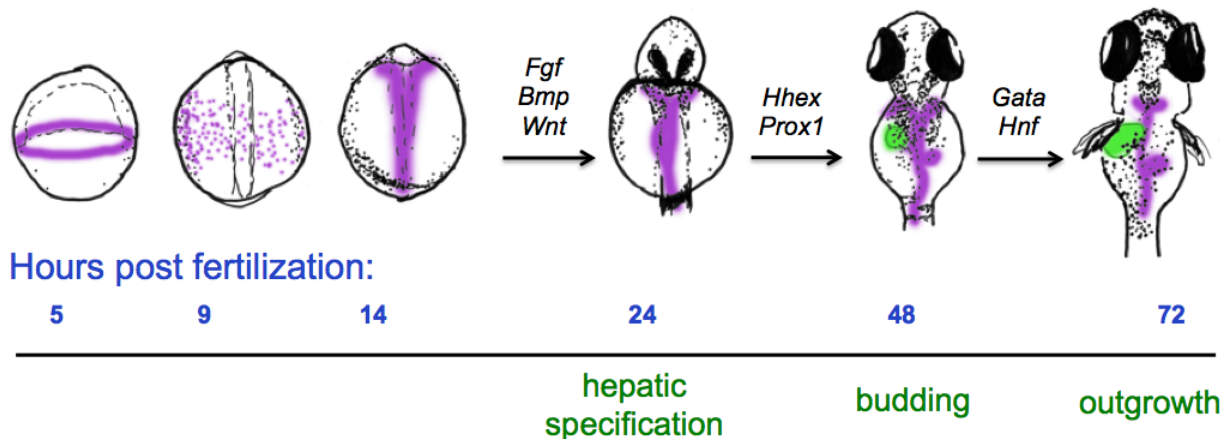 Fgf
Bmp
Wnt
Hhex
Prox1
Gata
Hnf
Hours post fertilization:
5 9 14 24 48 72
hepatic
specification
budding
outgrowth